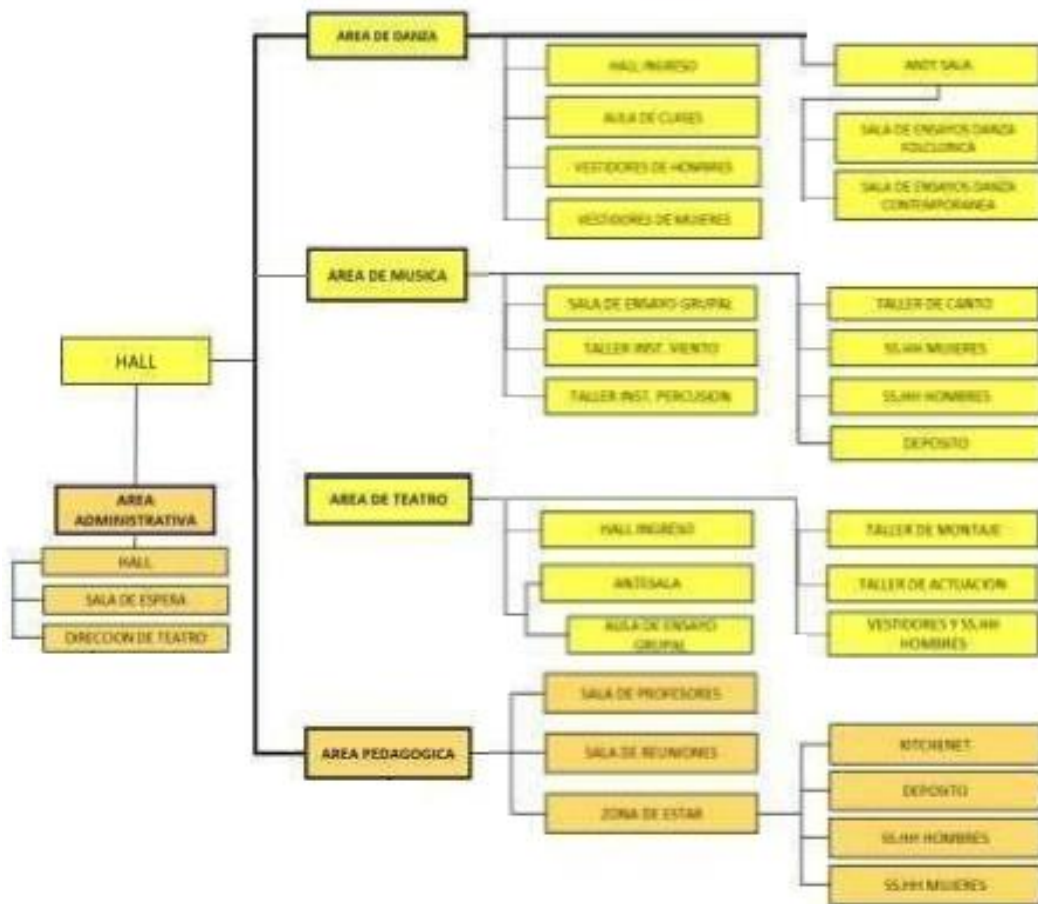 AREA DE DANZA
HALL INGRESO
AULA DE CLASES
VESTIDORES DE HOMBRES
VESTIDORES DE MUJERES
SALA
SALA DE ENSAYOS DANZA
FOLCLORICA
SALA DE ENSAYOS DANZA
CONTEMPORANEA
AREA DE MUSICA
SALA DE ENSAYO GRUPAL
TALLER INST. VIENTO
TALLER INST. PERCUSION
TALLER DE CANTO
SS.HH MUJERES
SS.HH HOMBRES
DEPOSITO
HALL
AREA
ADMINISTRATIVA
HALL
SALA DE ESPERA
DIRECCION DE TEATRO
AREA DE TEATRO
HALL INGRESO
ANTESALA
AULA DE ENSAYO
GRUPAL
TALLER DE MONTAJE
TALLER DE ACTUACION
VESTIDORES Y SS.HH
HOMBRES
AREA PEDAGOGICA
SALA DE PROFESORES
SALA DE REUNIONES
ZONA DE ESTAR
KITCHENET
DEPOSITO
SS.HH HOMBRES
SS.HH MUJERES